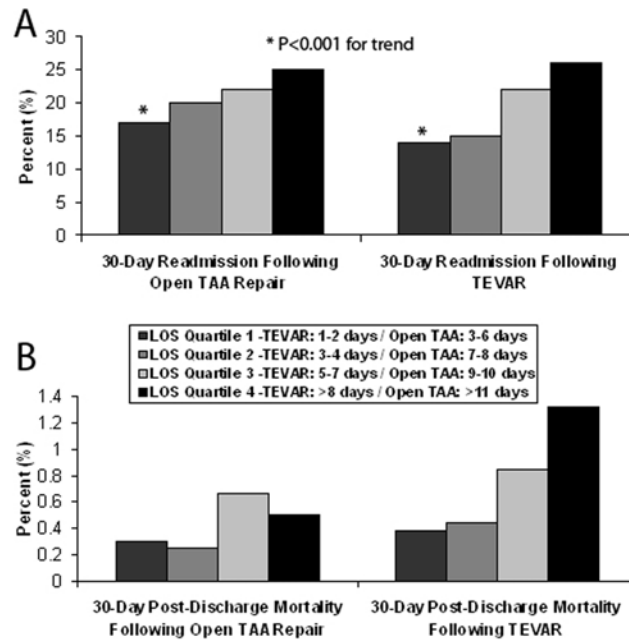 A
* P<0.001 for trend
Percent (%)
30
25
20
15
10
5
0
*
*
30-Day Readmission Following
Open TAA Repair
30-Day Readmission Following
TEVAR
B
LOS Quartile 1 -TEVAR: 1-2 days / Open TAA: 3-6 days
LOS Quartile 2 -TEVAR: 3-4 days / Open TAA: 7-8 days
LOS Quartile 3 -TEVAR: 5-7 days / Open TAA: 9-10 days
LOS Quartile 4 -TEVAR: >8 days / Open TAA: >11 days
Percent (%)
1.4
1.2
1
0.8
0.6
0.4
0.2
0
30-Day Post-Discharge Mortality
Following Open TAA Repair
30-Day Post-Discharge Mortality
Following TEVAR